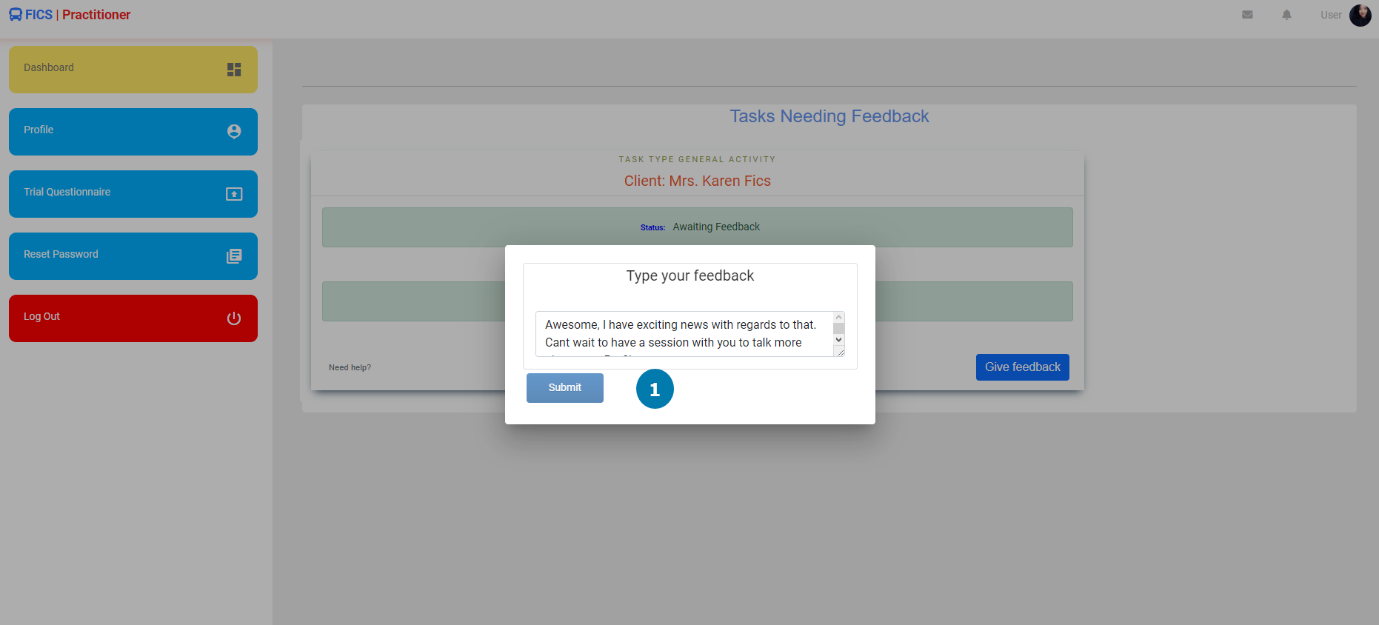 FICS | Practitioner
User
Dashboard
Profile
Trial Questionnaire
Reset Password
Log Out
Tasks Needing Feedback
TASK TYPE GENERAL ACTIVITY
Client: Mrs. Karen Fics
Status: Awaiting Feedback
Type your feedback
Awesome, I have exciting news with regards to that.
Cant wait to have a session with you to talk more
Submit
1
Need help?
Give feedback